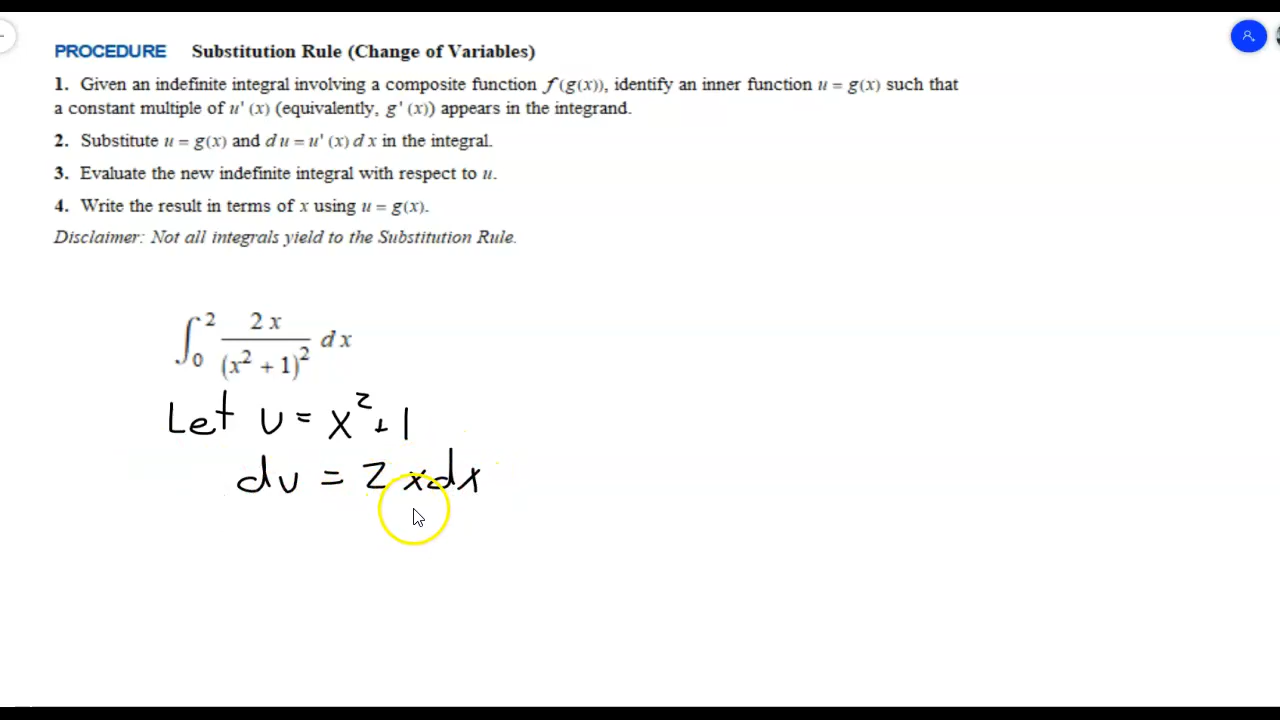 PROCEDURE Substitution Rule (Change of Variables)
1. Given an indefinite integral involving a composite function f(g(x)), identify an inner function u = g(x) such that
a constant multiple of u'(x) (equivalently, g'(x)) appears in the integrand.
2. Substitute u = g(x) and du = u'(x) dx in the integral.
3. Evaluate the new indefinite integral with respect to u.
4. Write the result in terms of x using u = g(x).
Disclaimer: Not all integrals yield to the Substitution Rule.
∫₀² 2x / (x² + 1)² dx
Let u = x² + 1
du = 2xdx